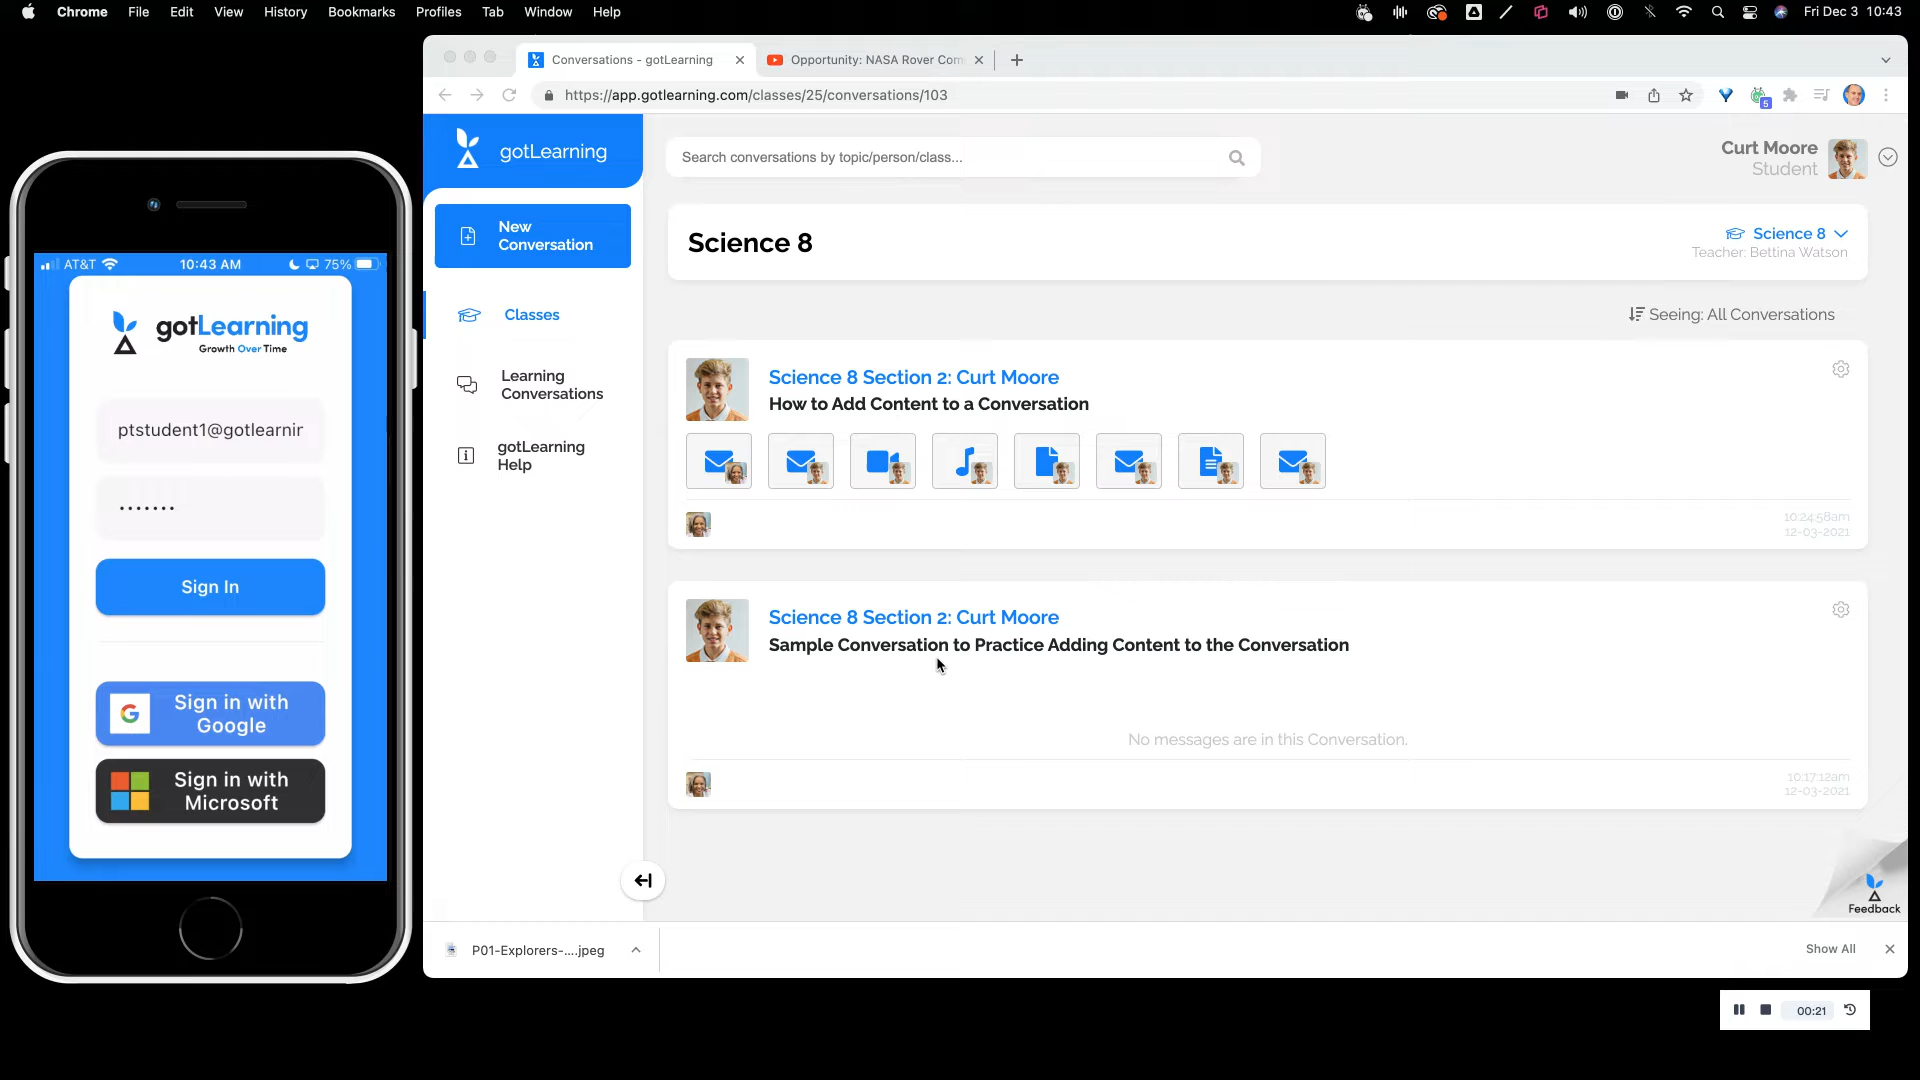 Chrome File Edit View History Bookmarks Profiles Tab Window Help
Fri Dec 3 10:43
Conversations - gotLearning
Opportunity: NASA Rover Com
https://app.gotlearning.com/classes/25/conversations/103
5
gotLearning
Search conversations by topic/person/class...
Curt Moore
Student
New
Conversation
Science 8
Science 8
Teacher: Bettina Watson
Classes
Seeing: All Conversations
Learning
Conversations
gotLearning
Help
Science 8 Section 2: Curt Moore
How to Add Content to a Conversation
10:24:58am
12-03-2021
Science 8 Section 2: Curt Moore
Sample Conversation to Practice Adding Content to the Conversation
No messages are in this Conversation.
10:17:12am
12-03-2021
Feedback
P01-Explorers-....jpeg
Show All
00:21
AT&T 10:43 AM 75%
gotLearning
Growth Over Time
ptstudent1@gotlearnir
Sign In
Sign in with
Google
Sign in with
Microsoft